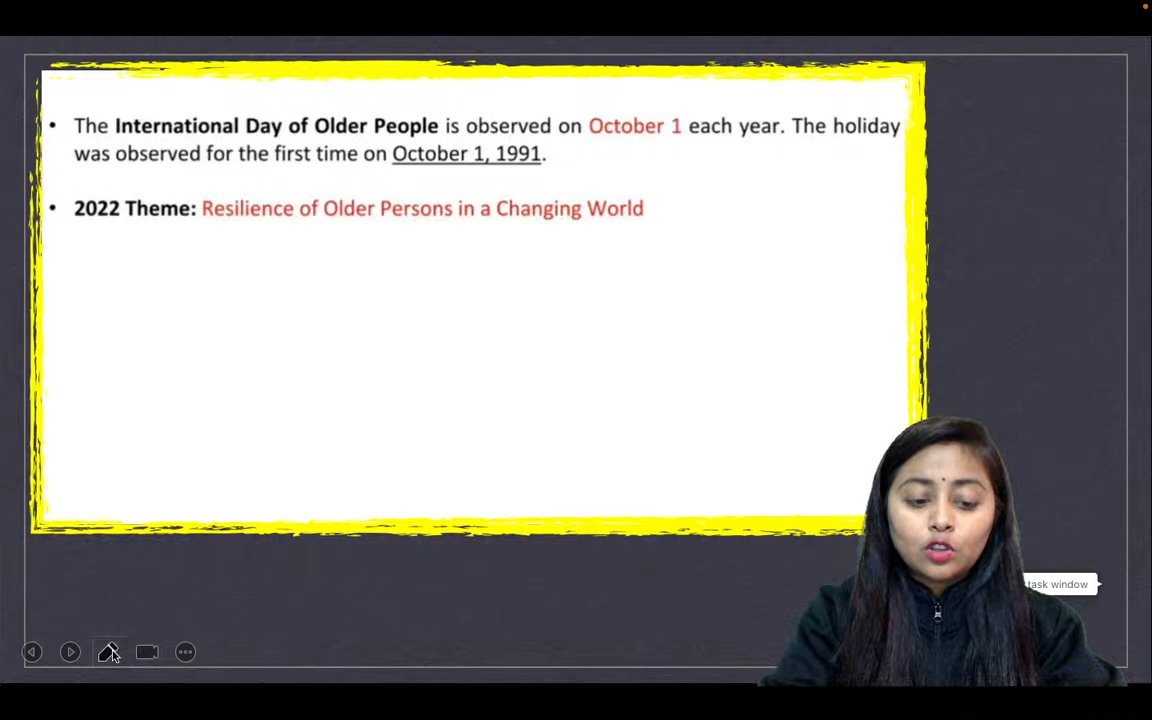 • The International Day of Older People is observed on October 1 each year. The holiday
was observed for the first time on October 1, 1991.
• 2022 Theme: Resilience of Older Persons in a Changing World
task window